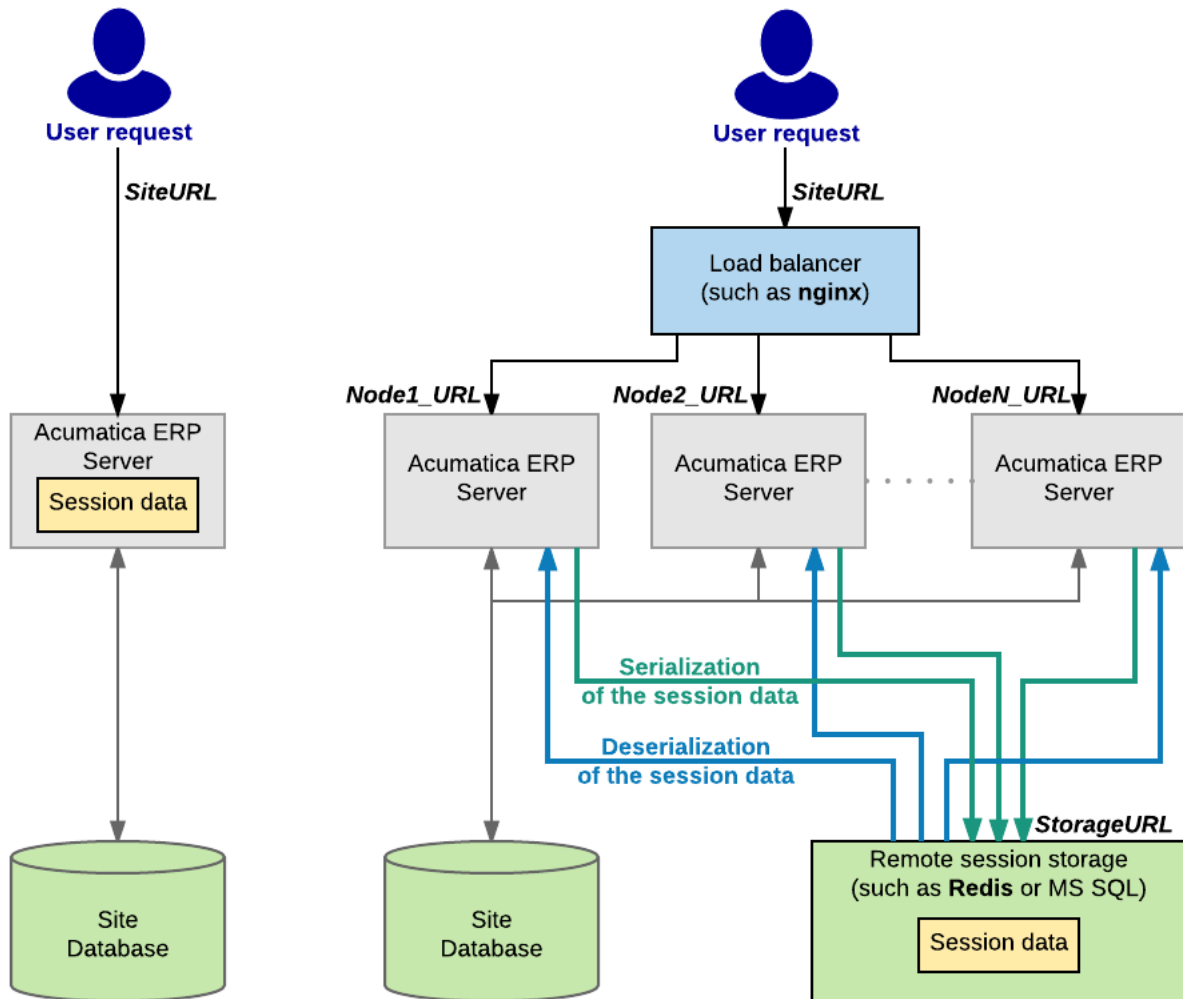 User request
SiteURL
Acumatica ERP
Server
Session data
Site
Database
User request
SiteURL
Load balancer
(such as nginx)
Node1_URL
Node2_URL
NodeN_URL
Acumatica ERP
Server
Acumatica ERP
Server
Acumatica ERP
Server
Serialization
of the session data
Deserialization
of the session data
StorageURL
Site
Database
Remote session storage
(such as Redis or MS SQL)
Session data